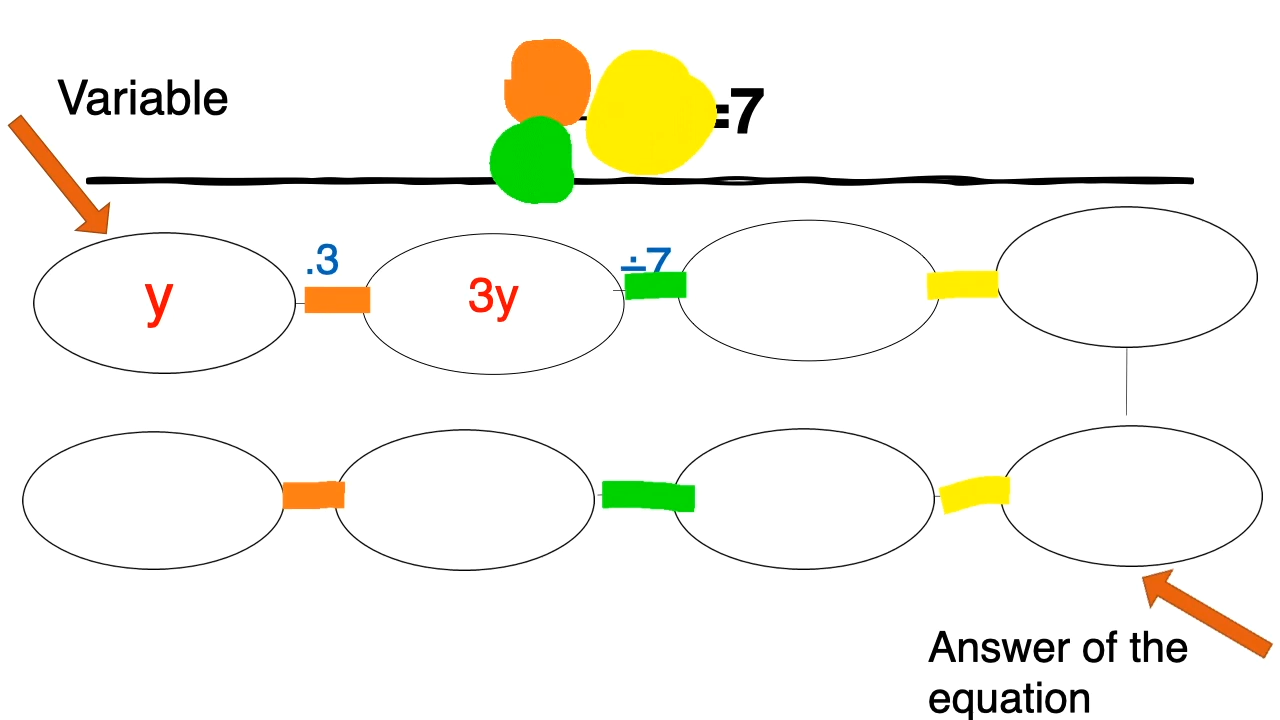 Variable
=7
.3
÷7
y
3y
Answer of the
equation